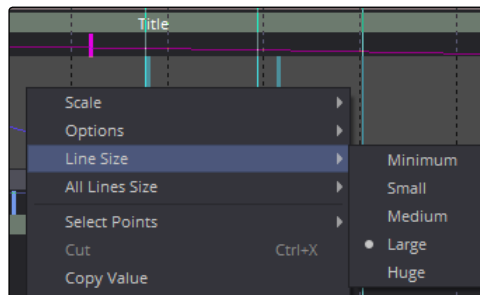 Title
Scale
Options
Line Size
All Lines Size
Select Points
Cut Ctrl+X
Copy Value
Minimum
Small
Medium
Large
Huge